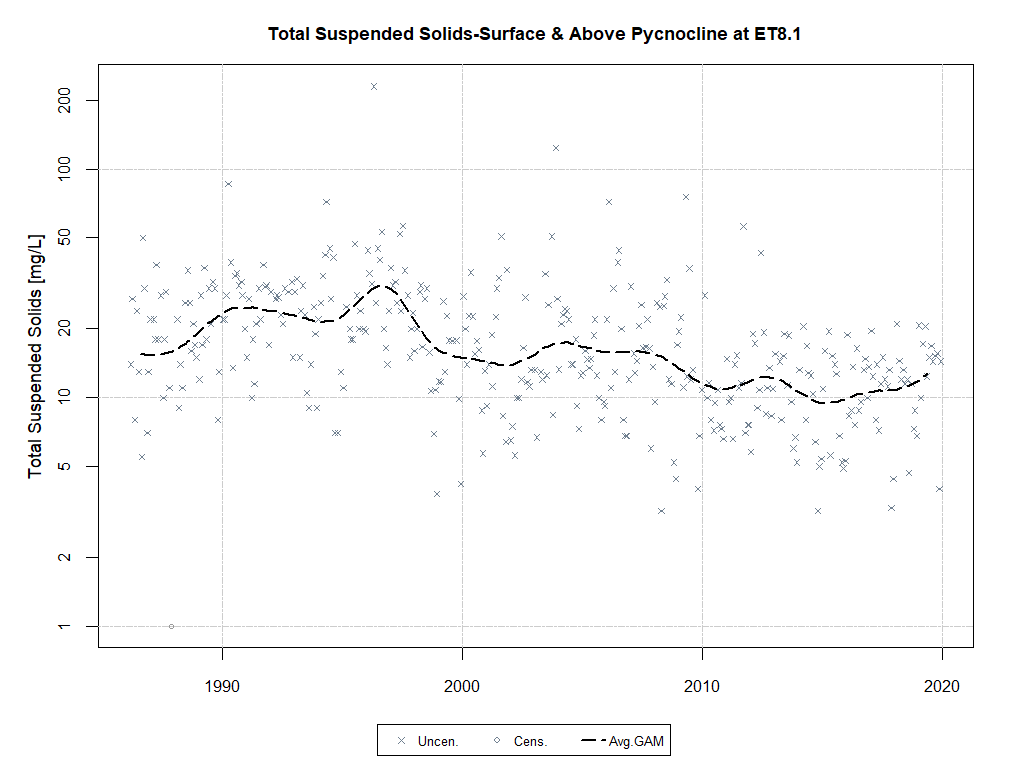 Total Suspended Solids-Surface & Above Pycnocline at ET8.1
Total Suspended Solids [mg/L]
200
100
50
20
10
5
2
1
1990 2000 2010 2020
Uncen. Cens. Avg.GAM